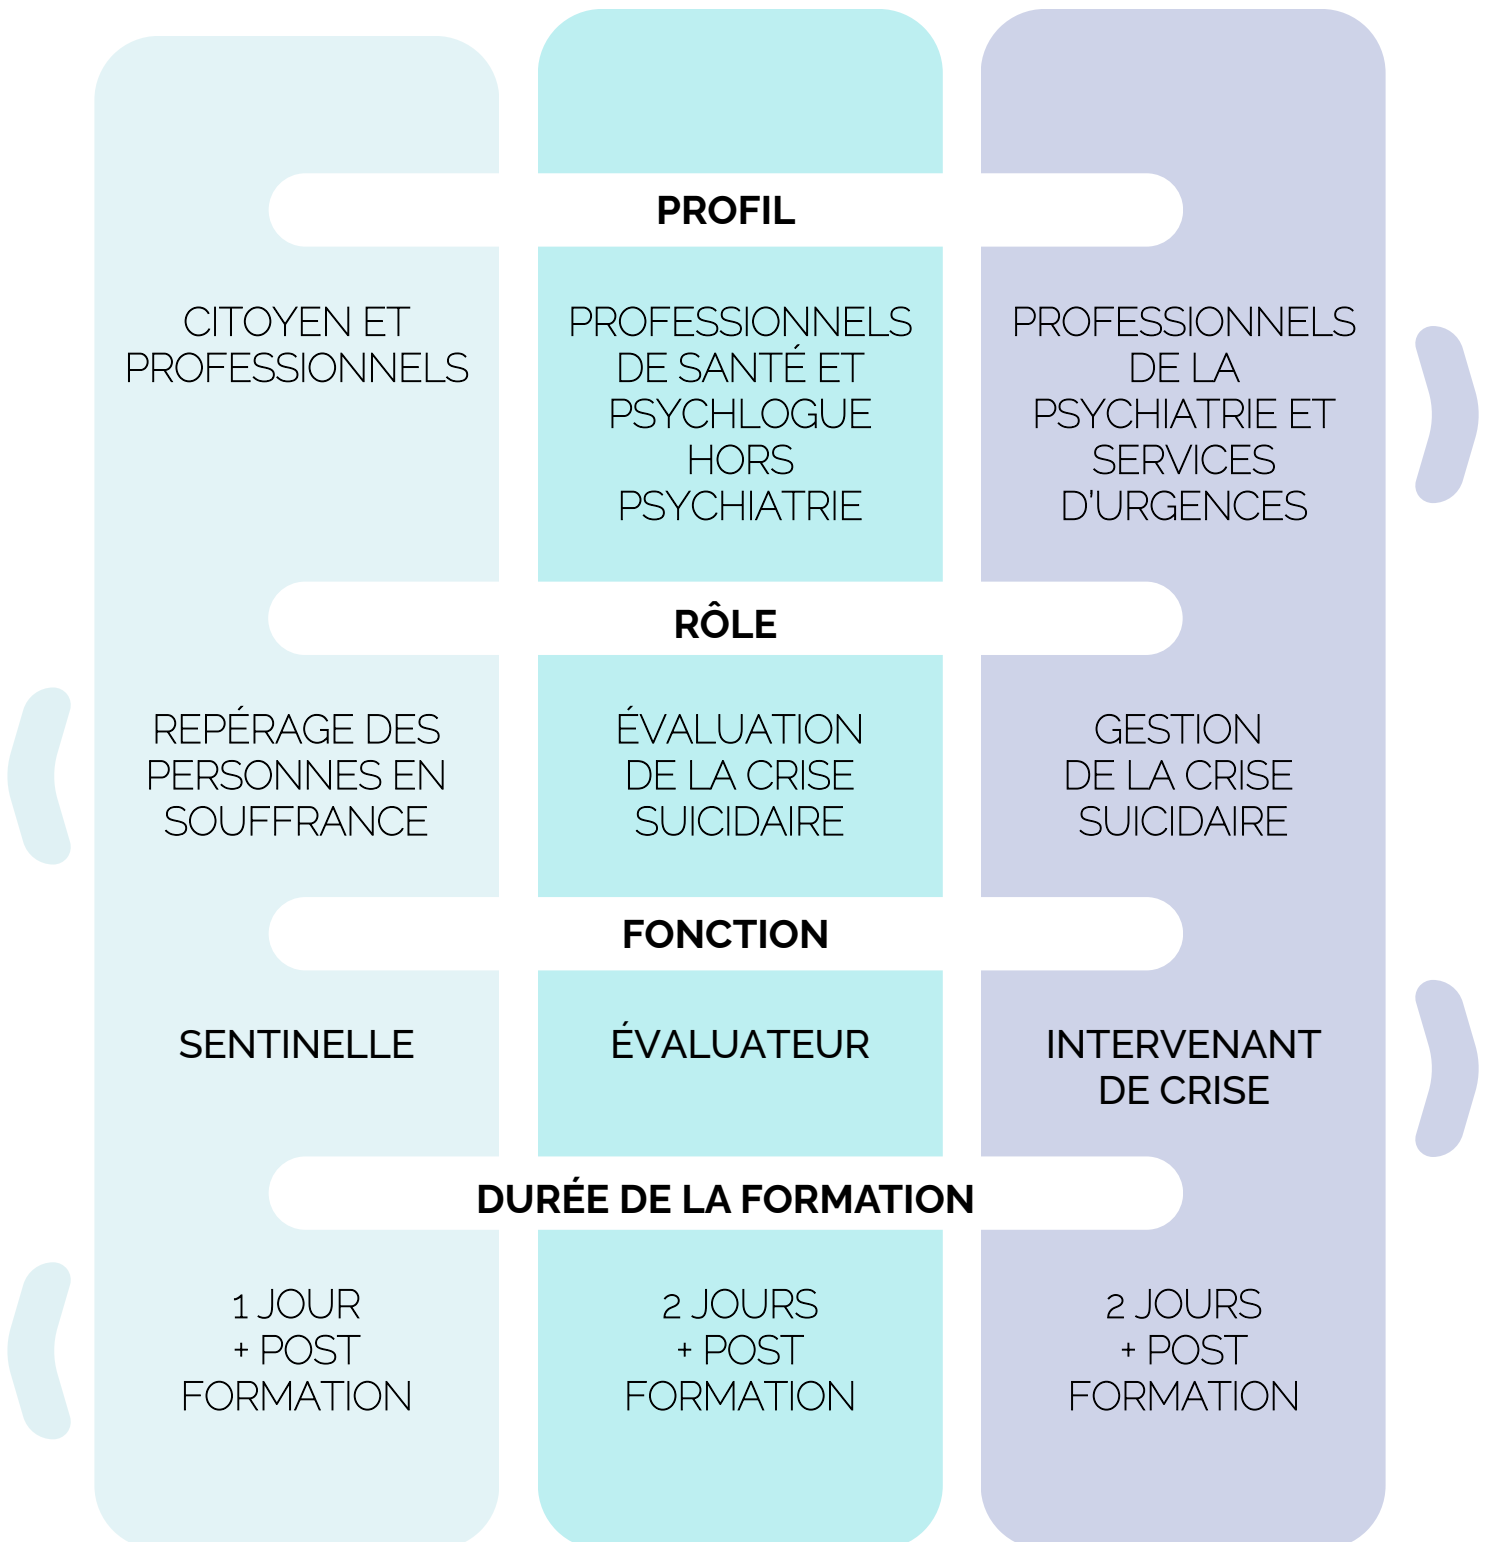 PROFIL
CITOYEN ET
PROFESSIONNELS
PROFESSIONNELS
DE SANTÉ ET
PSYCHLOGUE
HORS
PSYCHIATRIE
PROFESSIONNELS
DE LA
PSYCHIATRIE ET
SERVICES
D'URGENCES
RÔLE
REPÉRAGE DES
PERSONNES EN
SOUFFRANCE
ÉVALUATION
DE LA CRISE
SUICIDAIRE
GESTION
DE LA CRISE
SUICIDAIRE
FONCTION
SENTINELLE
ÉVALUATEUR
INTERVENANT
DE CRISE
DURÉE DE LA FORMATION
1 JOUR
+ POST
FORMATION
2 JOURS
+ POST
FORMATION
2 JOURS
+ POST
FORMATION